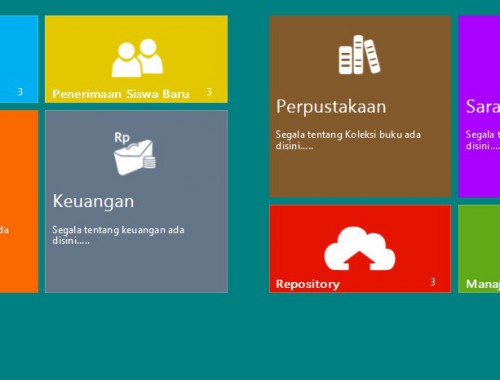 3
Penerimaan Siswa Baru 3
Rp
Keuangan
Segala tentang keuangan ada
disini.....
Perpustakaan
Segala tentang Koleksi buku ada
disini.....
Repository 3
Sara
Segala t
disini.....
Manaj
da